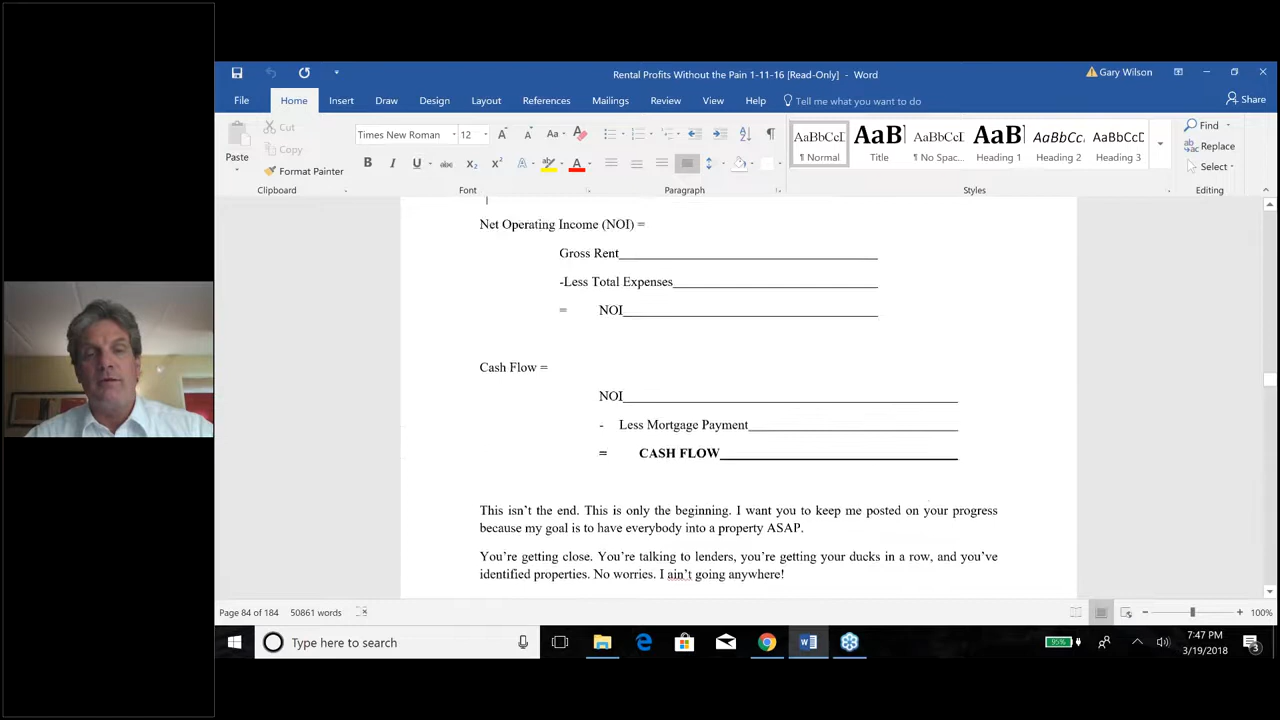 Rental Profits Without the Pain 1-11-16 [Read-Only] - Word
Gary Wilson
File Home Insert Draw Design Layout References Mailings Review View Help Tell me what you want to do Share
Paste
Cut
Copy
Format Painter
Clipboard
Times New Roman 12
Font
Paragraph
AaBbCcD AaB AaBbCcD AaB AaBbCc AaBbCcD
¶ Normal Title ¶ No Spac... Heading 1 Heading 2 Heading 3
Styles
Find
Replace
Select
Editing
Net Operating Income (NOI) =
Gross Rent
-Less Total Expenses
= NOI
Cash Flow =
NOI
- Less Mortgage Payment
= CASH FLOW
This isn't the end. This is only the beginning. I want you to keep me posted on your progress
because my goal is to have everybody into a property ASAP.
You're getting close. You're talking to lenders, you're getting your ducks in a row, and you've
identified properties. No worries. I ain't going anywhere!
Page 84 of 184 50861 words 100%
Type here to search
95%
7:47 PM
3/19/2018
3